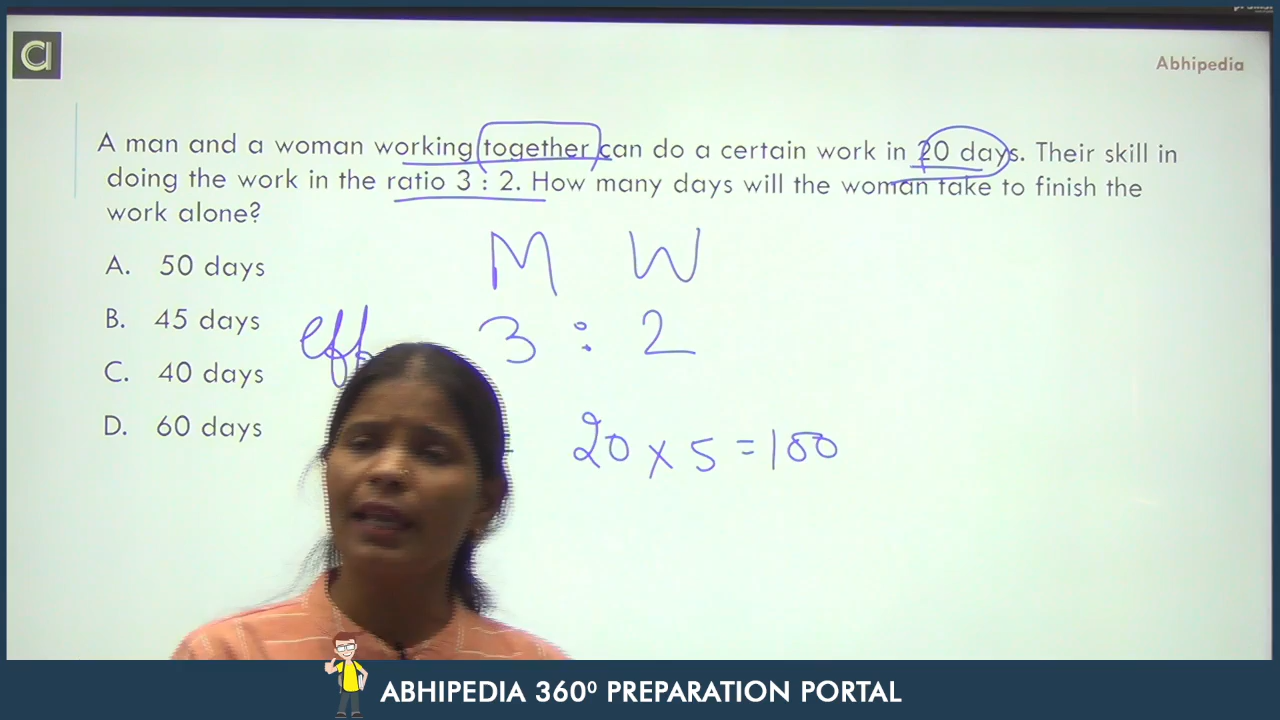 Abhipedia
A man and a woman working together can do a certain work in 20 days. Their skill in
doing the work in the ratio 3 : 2. How many days will the woman take to finish the
work alone?
A. 50 days
B. 45 days
C. 40 days
D. 60 days
M W
eff 3 : 2
20 x 5 = 100
ABHIPEDIA 360⁰ PREPARATION PORTAL